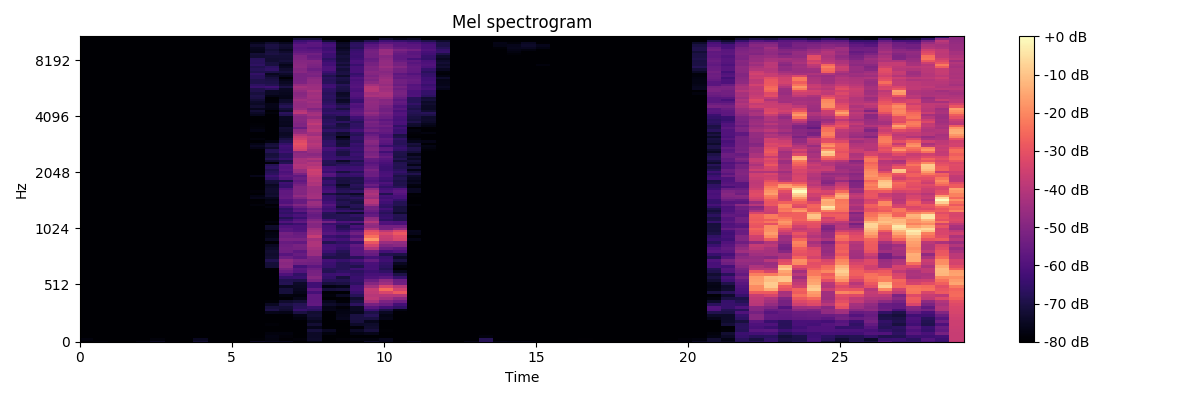 Mel spectrogram
8192
4096
2048
1024
512
0
Hz
0 5 10 15 20 25
Time
+0 dB
-10 dB
-20 dB
-30 dB
-40 dB
-50 dB
-60 dB
-70 dB
-80 dB